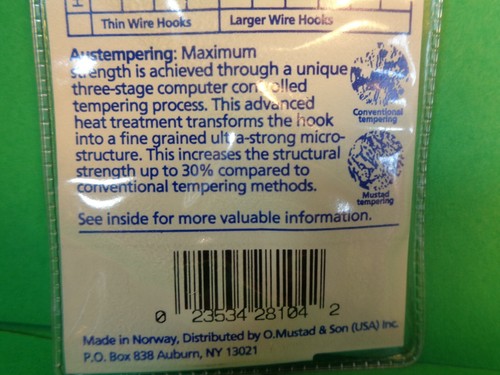 Thin Wire Hooks Larger Wire Hooks
Austempering: Maximum
strength is achieved through a unique
three-stage computer controlled
tempering process. This advanced
heat treatment transforms the hook
into a fine grained ultra-strong micro-
structure. This increases the structural
strength up to 30% compared to
conventional tempering methods.
Conventional
tempering
Mustad
tempering
See inside for more valuable information.
0 23534 28104 2
Made in Norway, Distributed by O.Mustad & Son (USA) Inc.
P.O. Box 838 Auburn, NY 13021